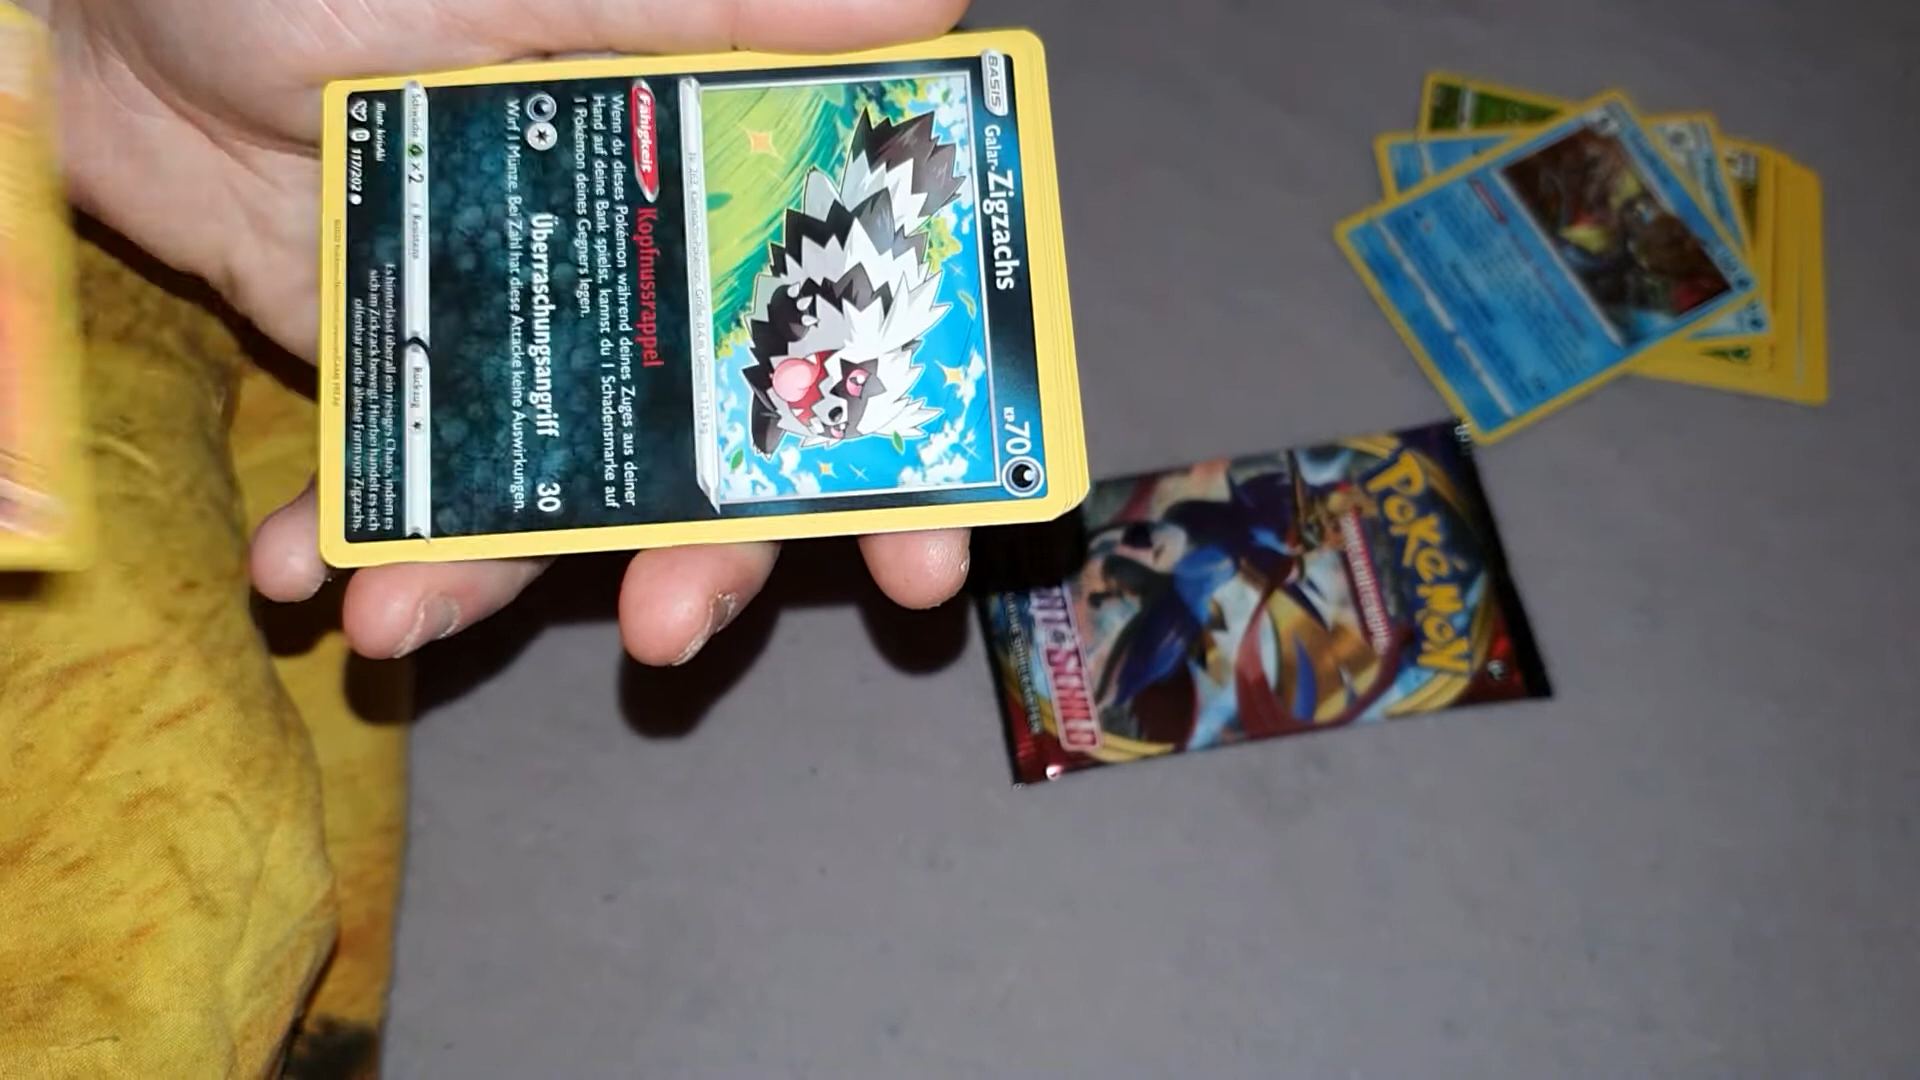 BASIS
Galar-Zigzachs
KP 70
Fähigkeit Kopfnussrappel
Wenn du dieses Pokémon während deines Zuges aus deiner
Hand auf deine Bank spielst, kannst du 1 Schadensmarke auf
1 Pokémon deines Gegners legen.
Überraschungsangriff 30
Wirf 1 Münze. Bei Zahl hat diese Attacke keine Auswirkungen.
Schwäche ×2 Resistenz Rückzug
Es hinterlässt überall ein riesiges Chaos, indem es
sich im Zickzack bewegt. Hierbei handelt es sich
offenbar um die älteste Form von Zigzachs.
D 117/202
POKéMON
SCHILD